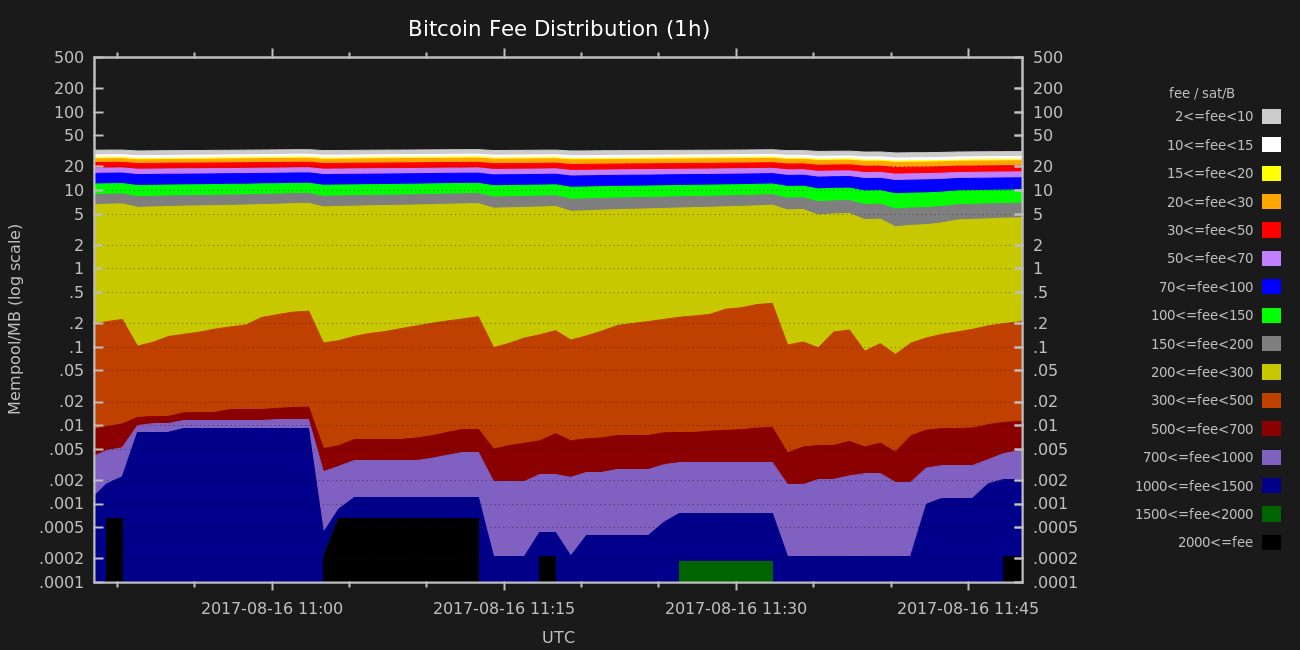 Bitcoin Fee Distribution (1h)
500
200
100
50
20
10
5
2
1
.5
.2
.1
.05
.02
.01
.005
.002
.001
.0005
.0002
.0001
Mempool/MB (log scale)
500
200
100
50
20
10
5
2
1
.5
.2
.1
.05
.02
.01
.005
.002
.001
.0005
.0002
.0001
2017-08-16 11:00
2017-08-16 11:15
2017-08-16 11:30
2017-08-16 11:45
UTC
fee / sat/B
2<=fee<10
10<=fee<15
15<=fee<20
20<=fee<30
30<=fee<50
50<=fee<70
70<=fee<100
100<=fee<150
150<=fee<200
200<=fee<300
300<=fee<500
500<=fee<700
700<=fee<1000
1000<=fee<1500
1500<=fee<2000
2000<=fee